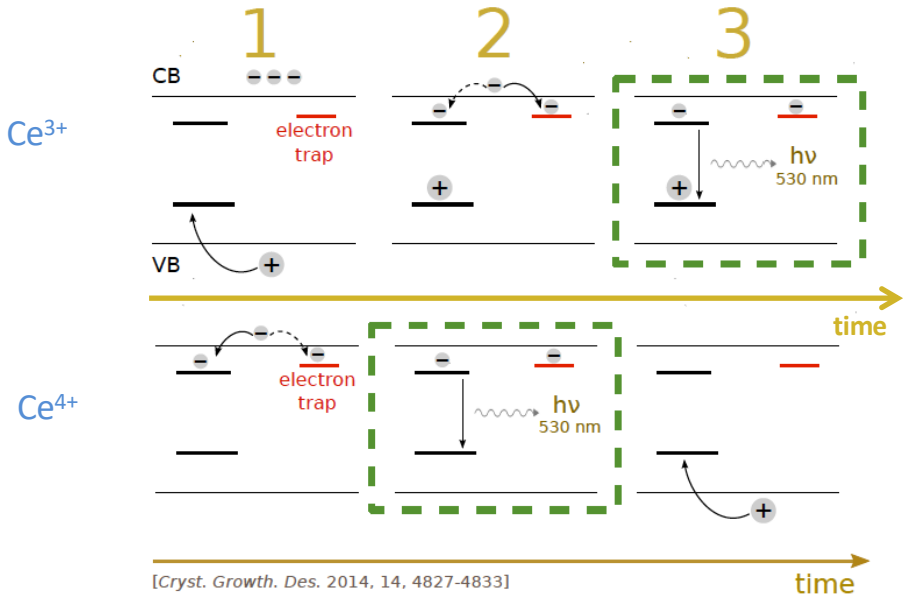 1 2 3
CB
Ce³⁺
electron
trap
hν
530 nm
VB
time
Ce⁴⁺
electron
trap
hν
530 nm
time
[Cryst. Growth. Des. 2014, 14, 4827-4833]